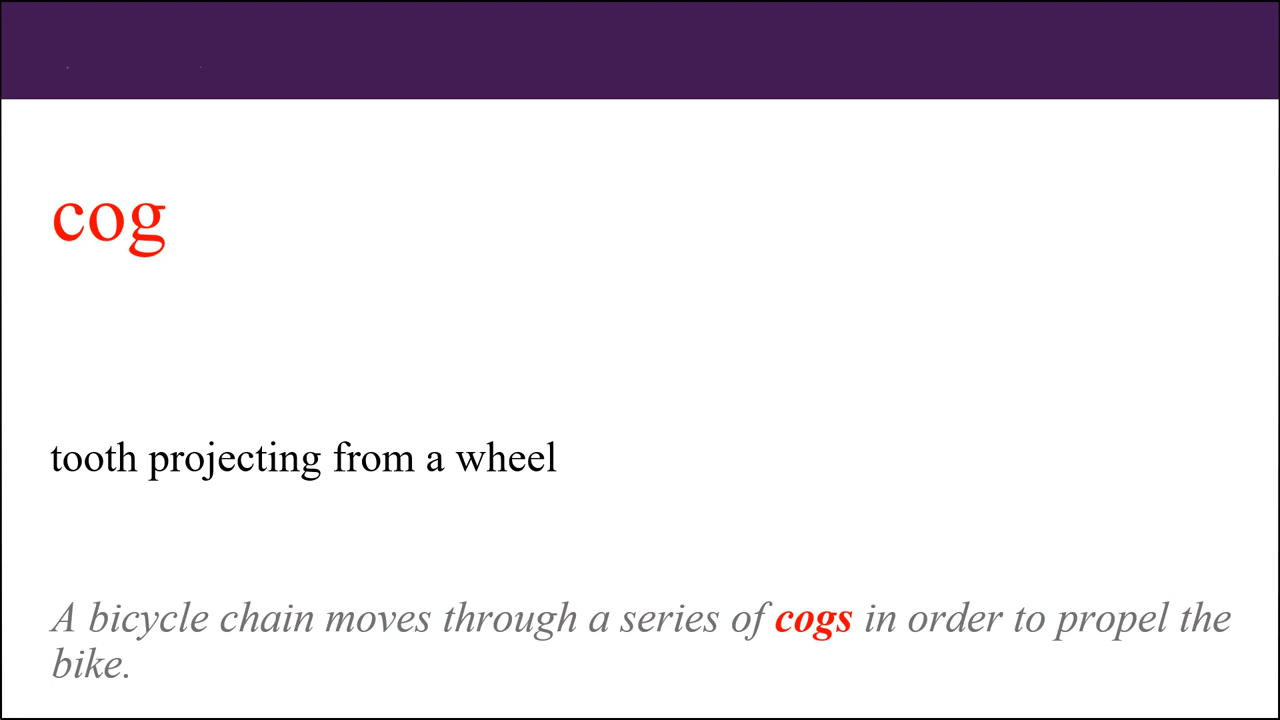 cog
tooth projecting from a wheel
A bicycle chain moves through a series of cogs in order to propel the
bike.